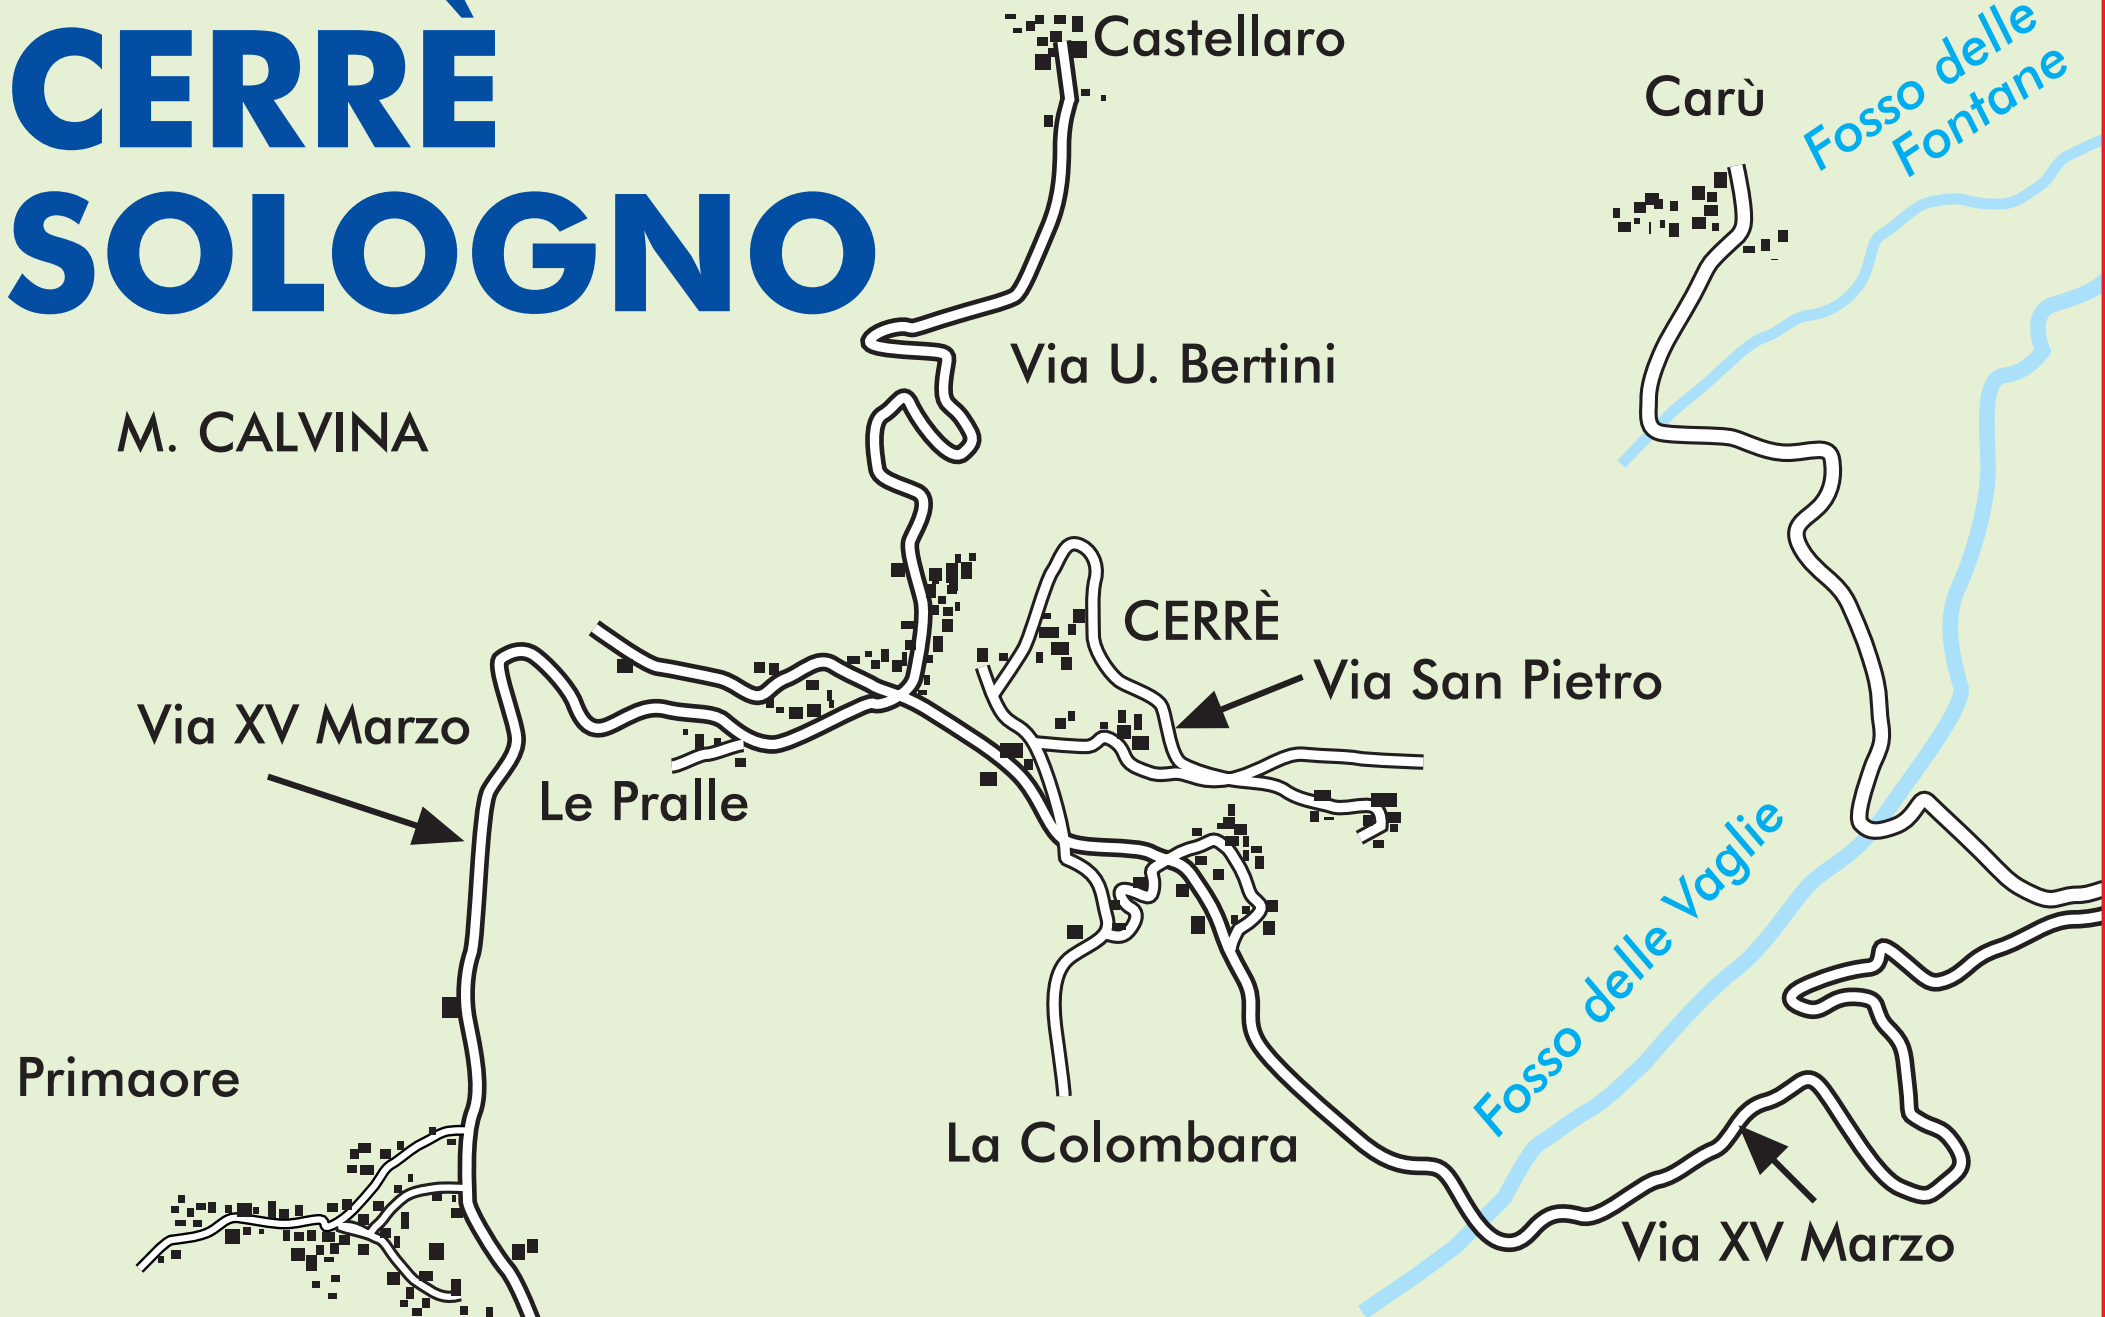 CERRÈ
SOLOGNO
Castellaro
Carù
Fosso delle
Fontane
Via U. Bertini
M. CALVINA
CERRÈ
Via San Pietro
Via XV Marzo
Le Pralle
Fosso delle Vaglie
Primaore
La Colombara
Via XV Marzo